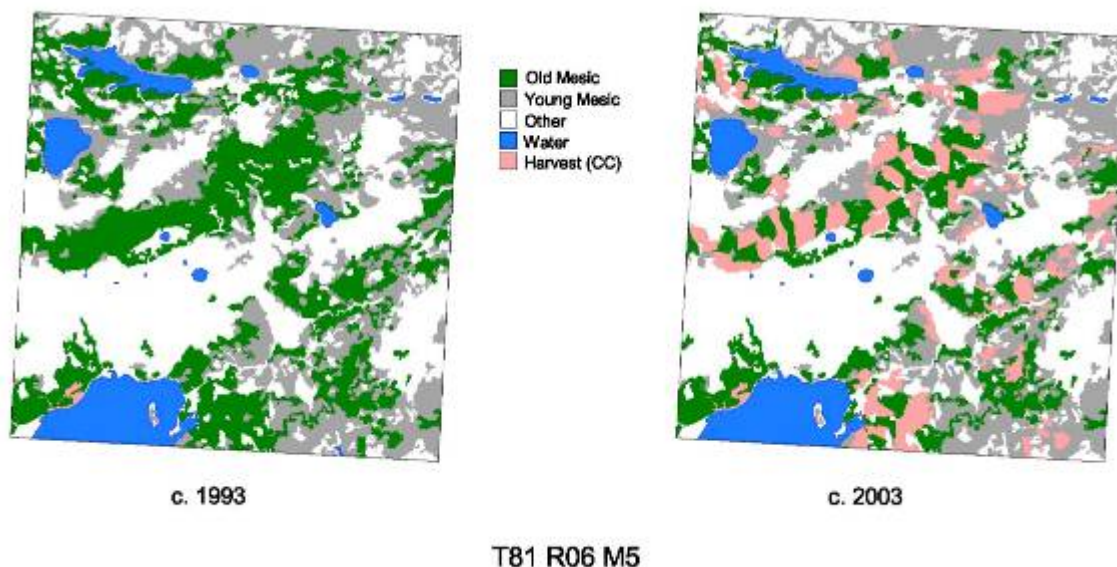 Old Mesic
Young Mesic
Other
Water
Harvest (CC)
c. 1993
c. 2003
T81 R06 M5